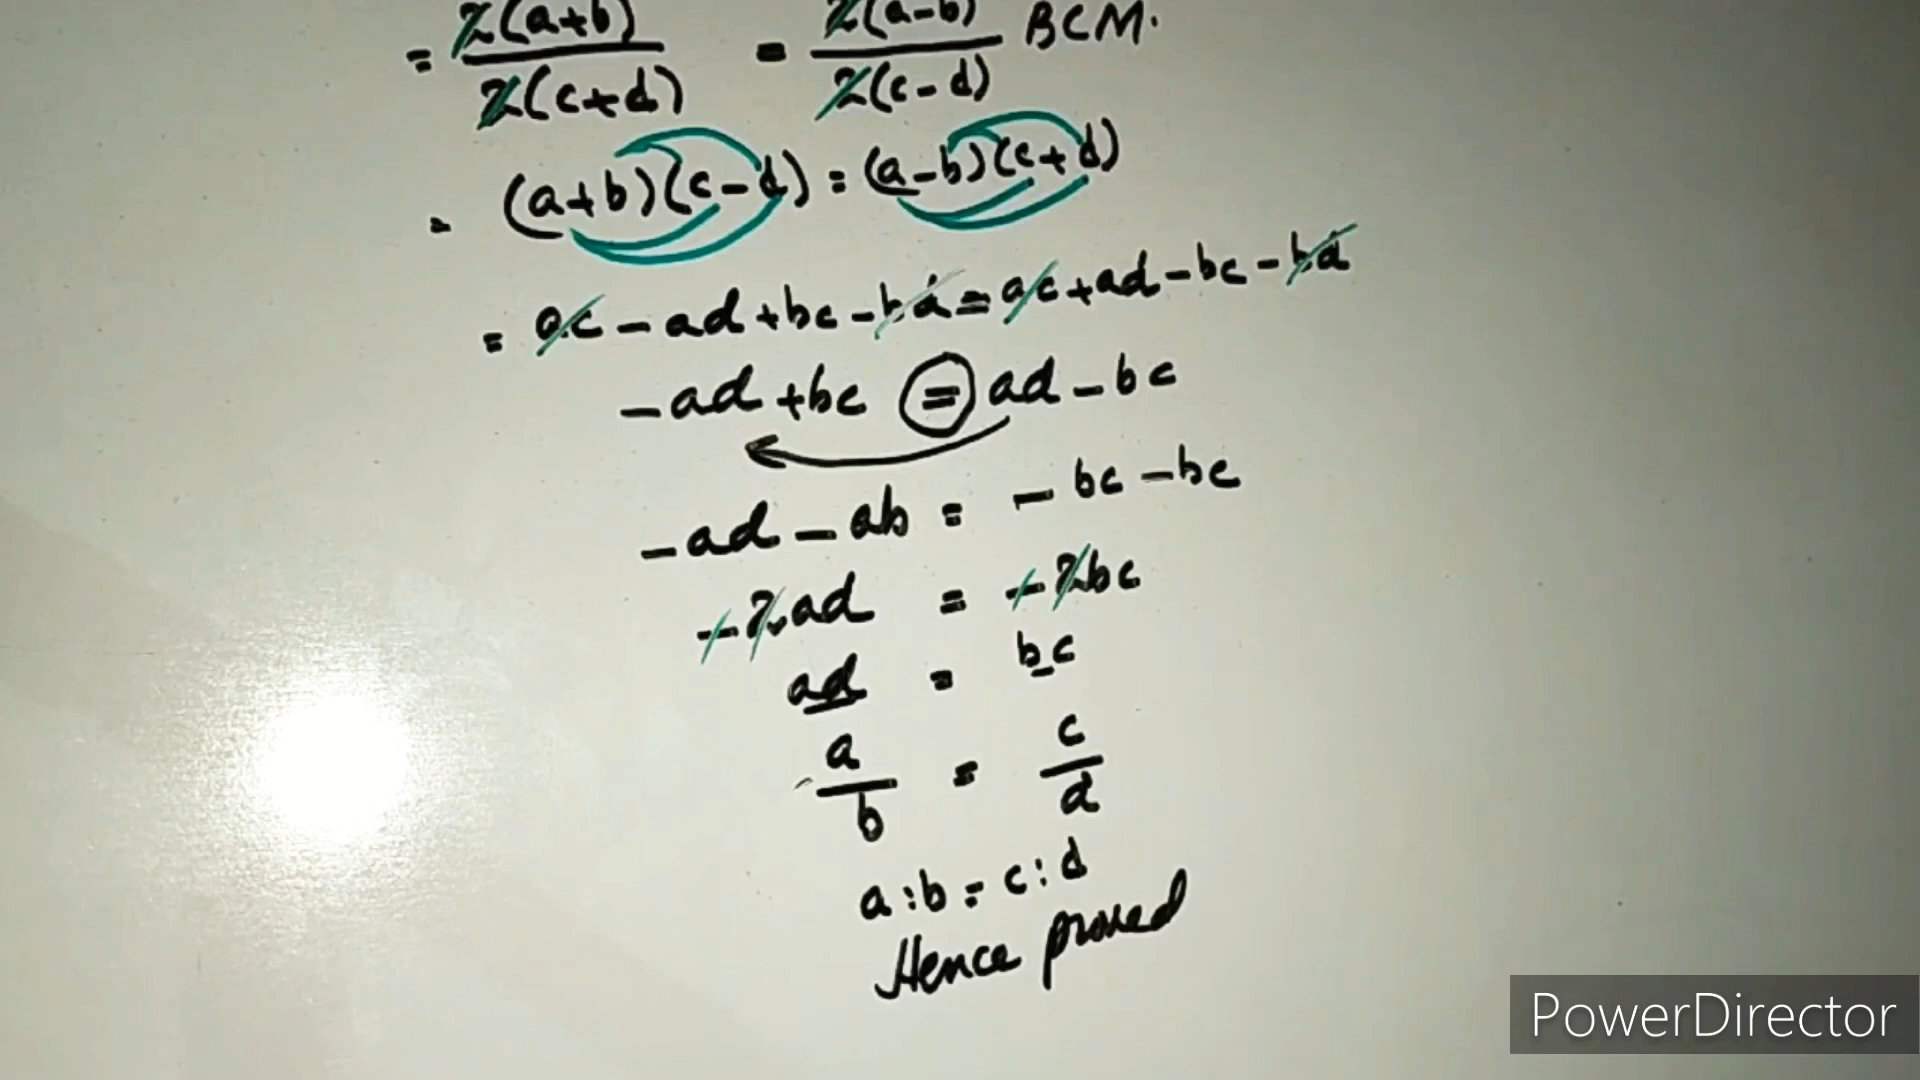 = 2(a+b)/2(c+d) = 2(a-b)/2(c-d) BCM.
= (a+b)(c-d) = (a-b)(c+d)
= ac - ad + bc - bd = ac + ad - bc - bd
-ad + bc = ad - bc
-ad - ab = - bc - bc
-2ad = -2bc
ad = bc
a/b = c/d
a:b = c:d
Hence proved
PowerDirector